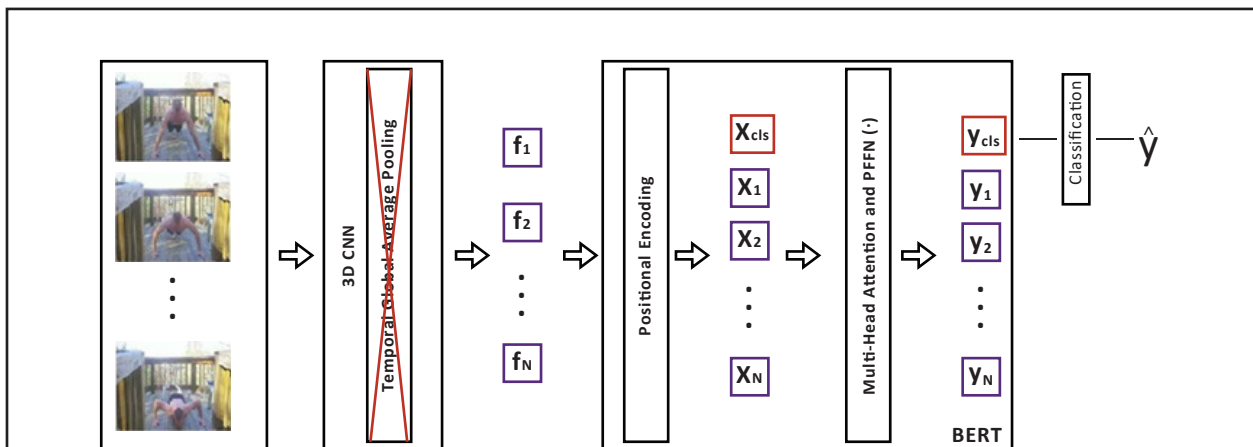 3D CNN
Temporal Global Average Pooling
f1
f2
fN
Positional Encoding
Xcls
X1
X2
XN
Multi-Head Attention and PFFN (·)
ycls
y1
y2
yN
BERT
Classification
ŷ